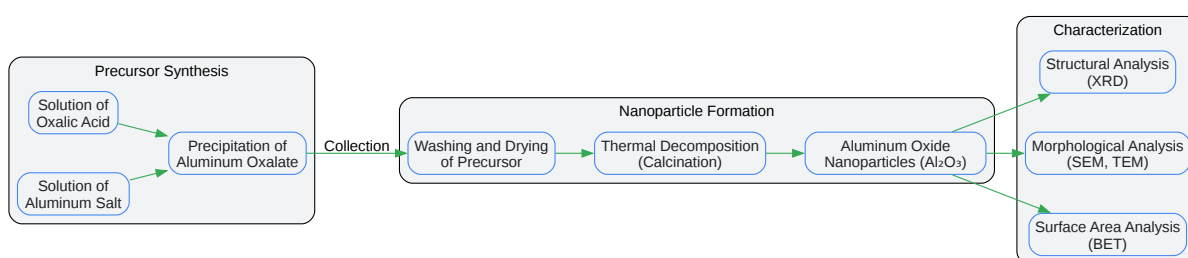 Precursor Synthesis
Solution of
Oxalic Acid
Solution of
Aluminum Salt
Precipitation of
Aluminum Oxalate
Collection
Nanoparticle Formation
Washing and Drying
of Precursor
Thermal Decomposition
(Calcination)
Aluminum Oxide
Nanoparticles (Al₂O₃)
Characterization
Structural Analysis
(XRD)
Morphological Analysis
(SEM, TEM)
Surface Area Analysis
(BET)